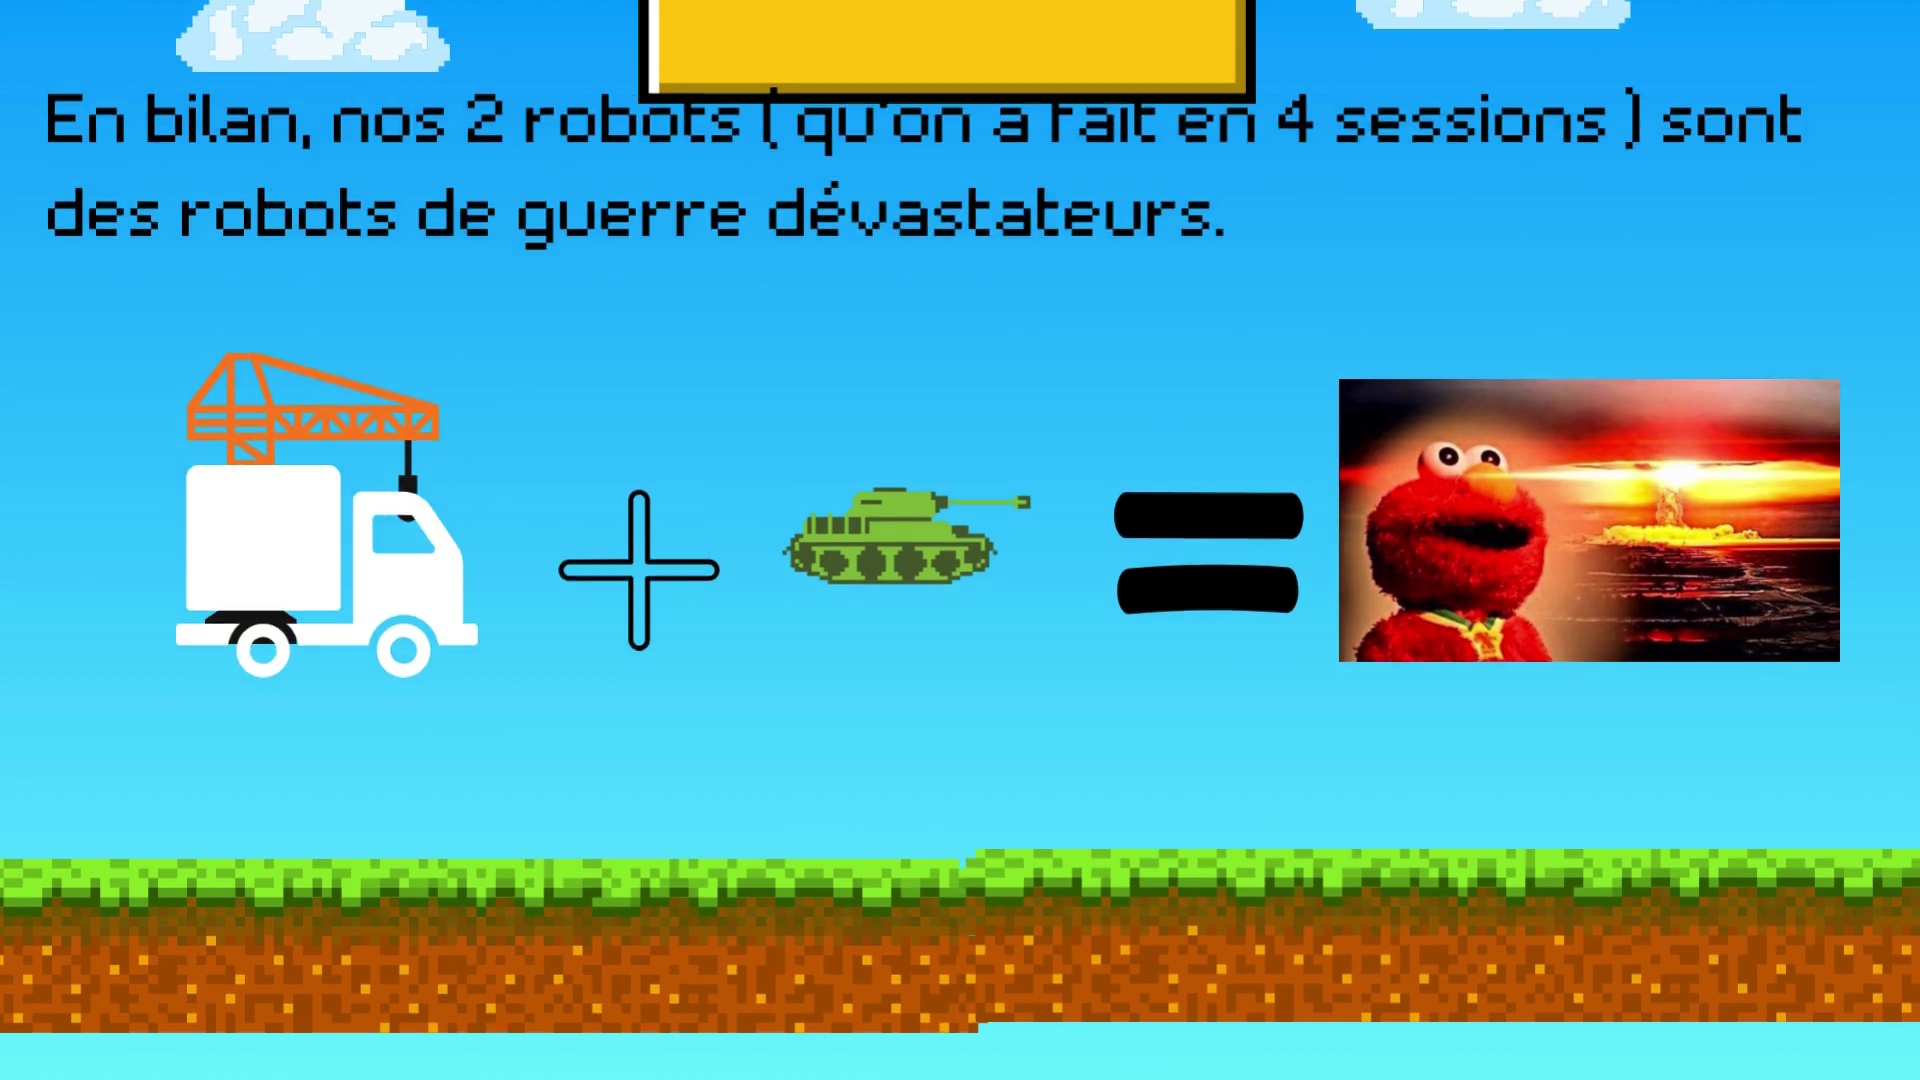 En bilan, nos 2 robots ( qu'on a fait en 4 sessions ) sont
des robots de guerre dévastateurs.